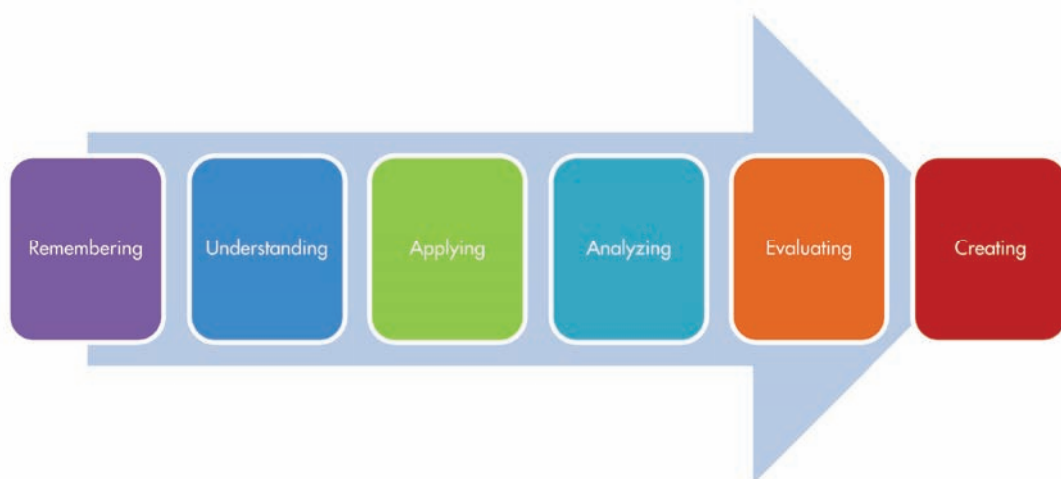 Remembering
Understanding
Applying
Analyzing
Evaluating
Creating